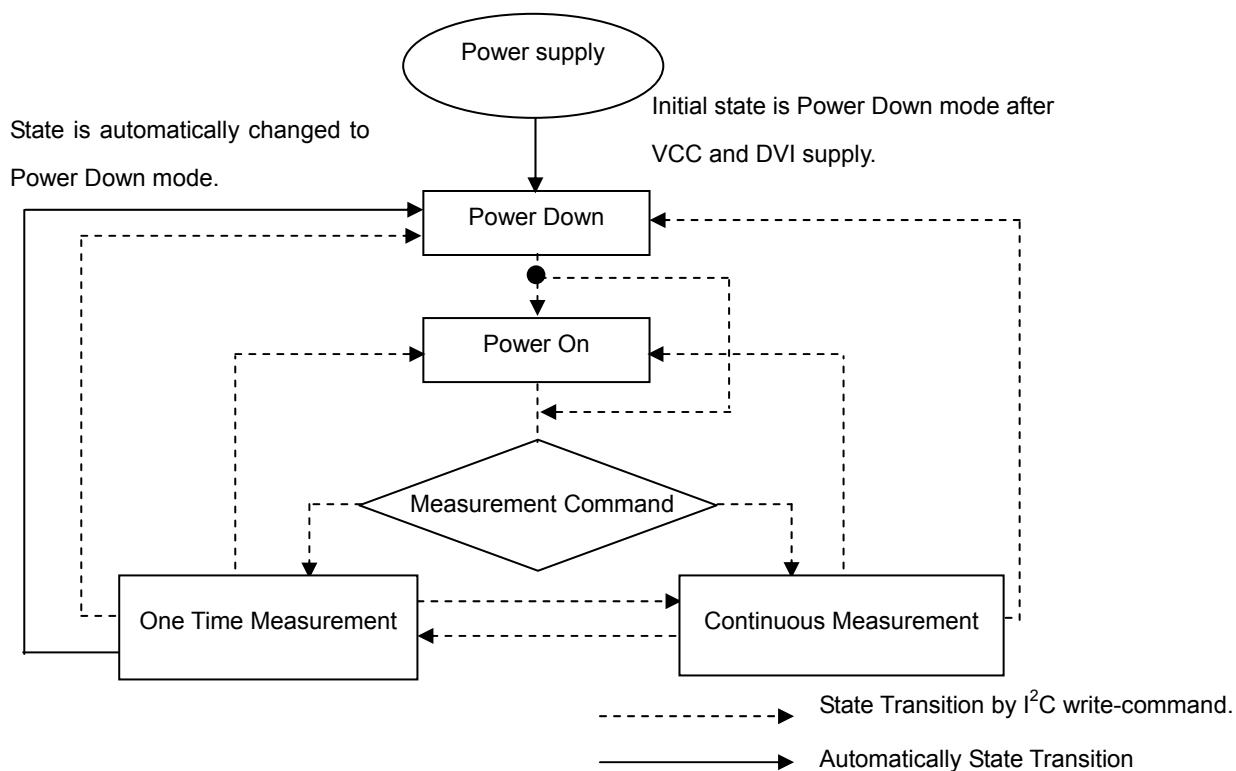 Power supply
Initial state is Power Down mode after
VCC and DVI supply.
State is automatically changed to
Power Down mode.
Power Down
Power On
Measurement Command
One Time Measurement
Continuous Measurement
State Transition by I²C write-command.
Automatically State Transition